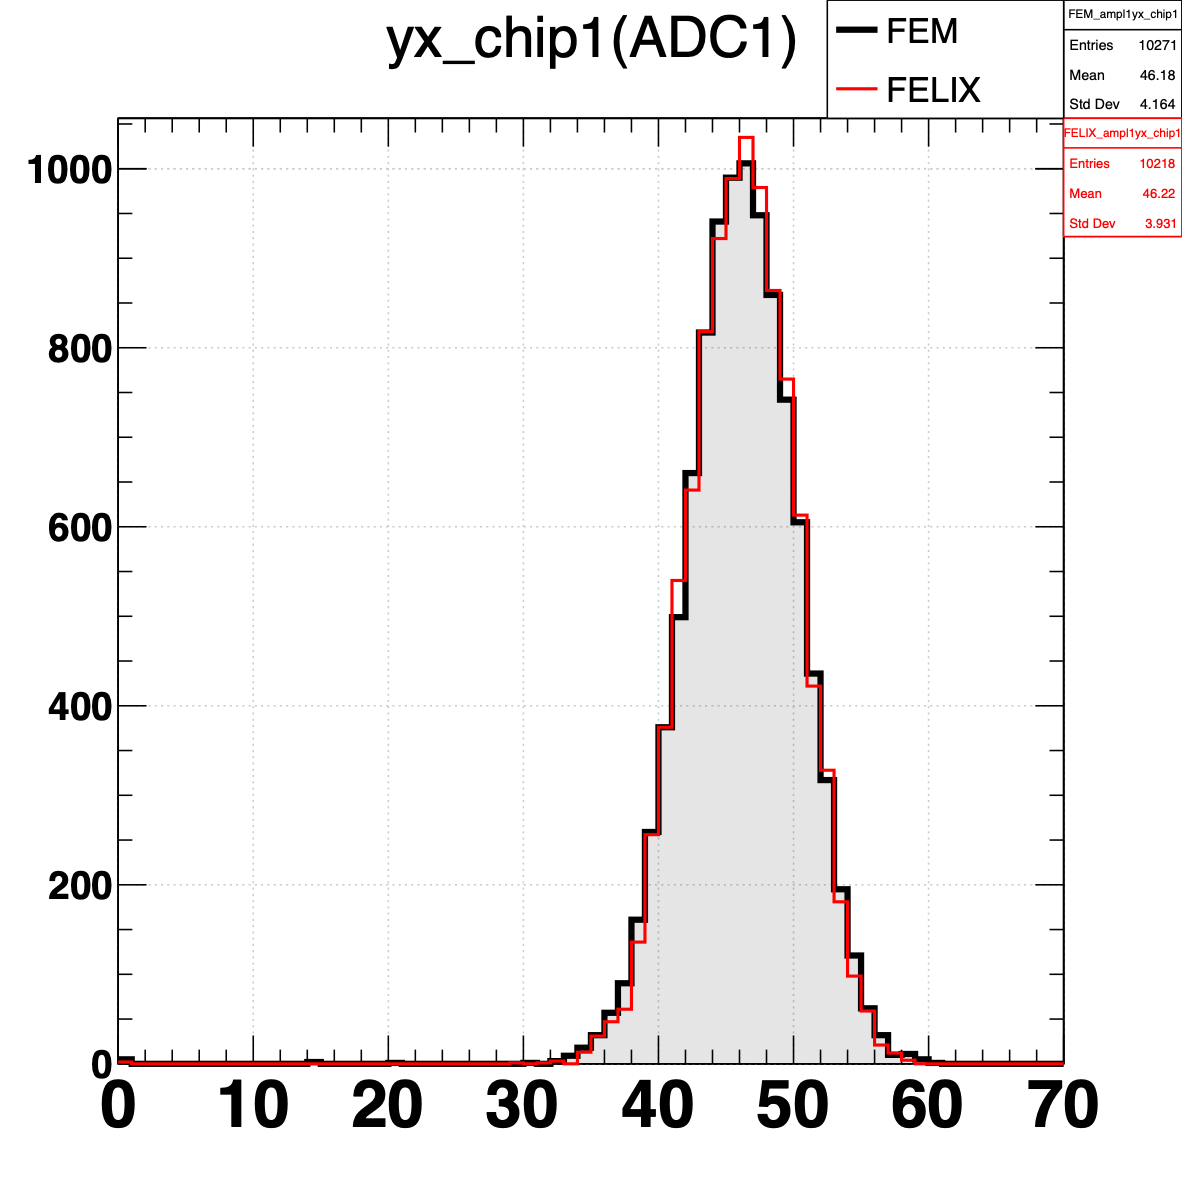 yx_chip1(ADC1)
FEM
FELIX
FEM_ampl1yx_chip1
Entries 10271
Mean 46.18
Std Dev 4.164
FELIX_ampl1yx_chip1
Entries 10218
Mean 46.22
Std Dev 3.931
1000
800
600
400
200
0
0 10 20 30 40 50 60 70